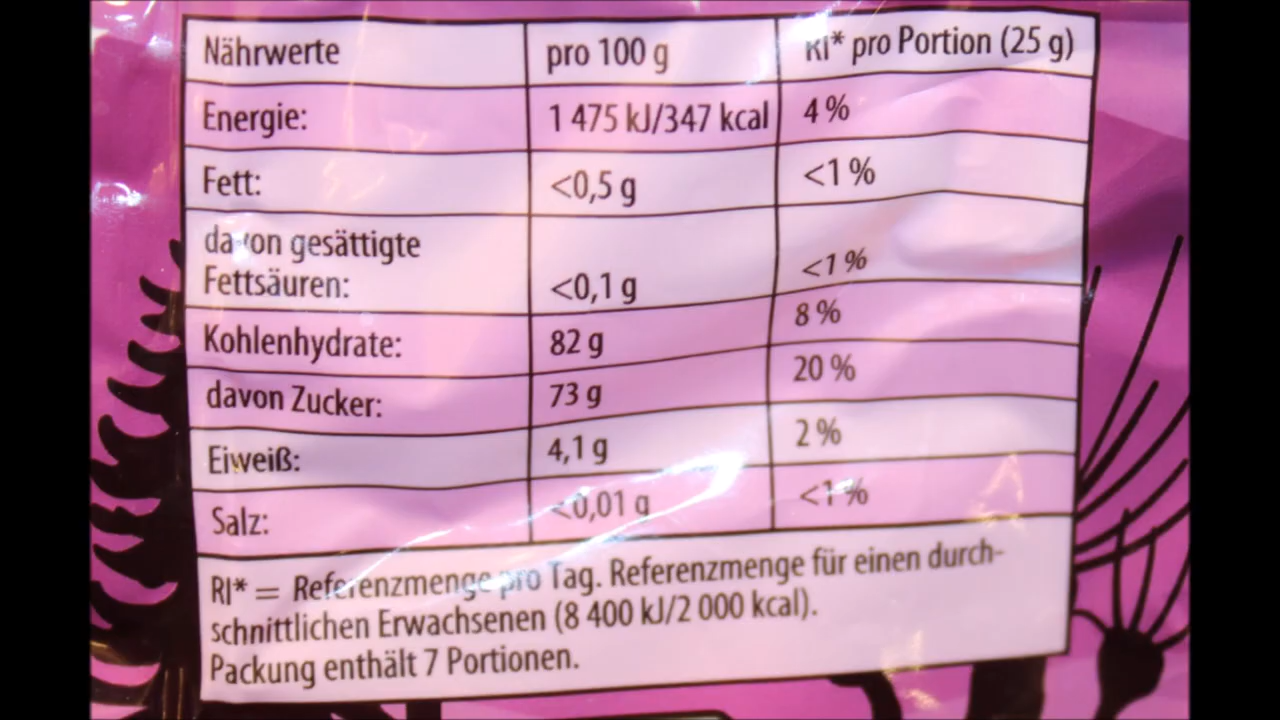 Nährwerte pro 100 g RI* pro Portion (25 g)
Energie: 1 475 kJ/347 kcal 4 %
Fett: <0,5 g <1 %
davon gesättigte
Fettsäuren: <0,1 g <1 %
Kohlenhydrate: 82 g 8 %
davon Zucker: 73 g 20 %
Eiweiß: 4,1 g 2 %
Salz: <0,01 g <1 %
RI* = Referenzmenge pro Tag. Referenzmenge für einen durch-
schnittlichen Erwachsenen (8 400 kJ/2 000 kcal).
Packung enthält 7 Portionen.